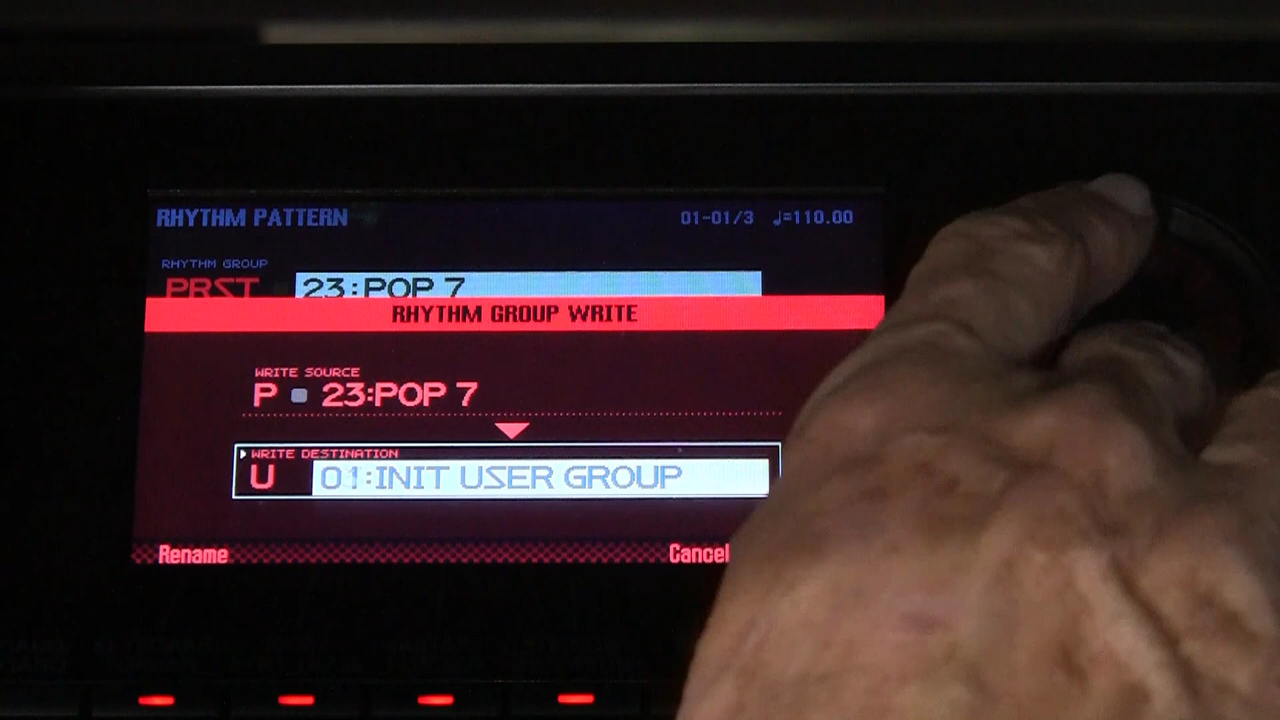 RHYTHM PATTERN 01-01/3 ♩=110.00
RHYTHM GROUP
PRST 23:POP 7
RHYTHM GROUP WRITE
WRITE SOURCE
P 23:POP 7
WRITE DESTINATION
U 01:INIT USER GROUP
Rename Cancel